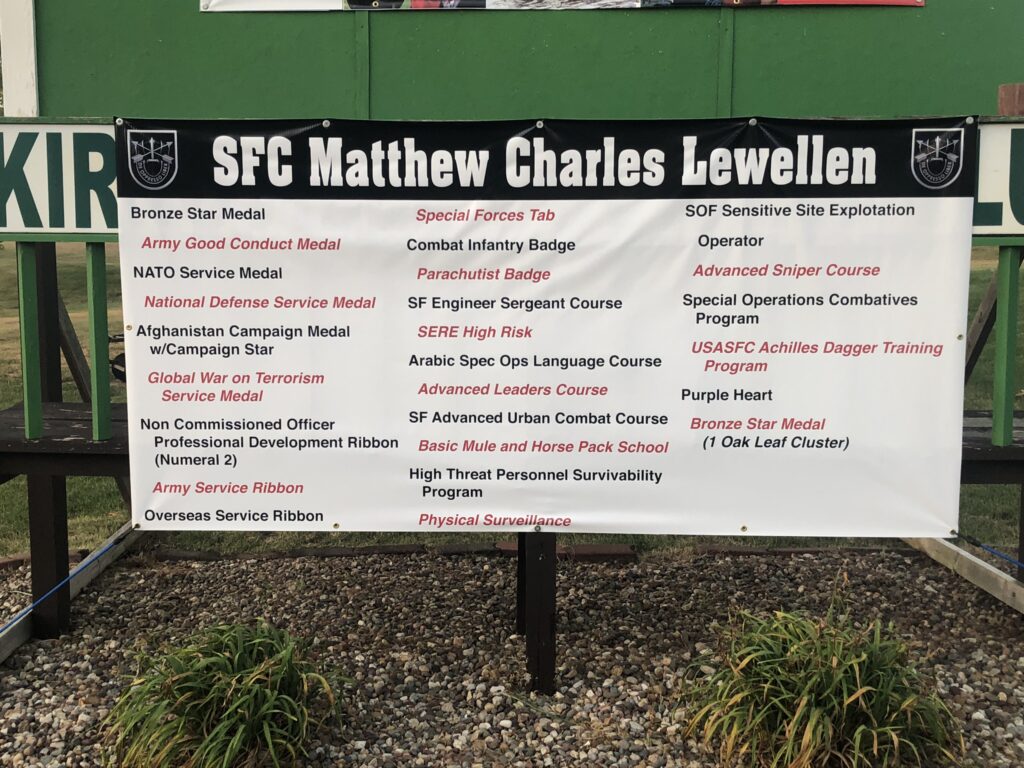 KIR
SFC Matthew Charles Lewellen
Bronze Star Medal
Army Good Conduct Medal
NATO Service Medal
National Defense Service Medal
Afghanistan Campaign Medal
w/Campaign Star
Global War on Terrorism
Service Medal
Non Commissioned Officer
Professional Development Ribbon
(Numeral 2)
Army Service Ribbon
Overseas Service Ribbon
Special Forces Tab
Combat Infantry Badge
Parachutist Badge
SF Engineer Sergeant Course
SERE High Risk
Arabic Spec Ops Language Course
Advanced Leaders Course
SF Advanced Urban Combat Course
Basic Mule and Horse Pack School
High Threat Personnel Survivability
Program
Physical Surveillance
SOF Sensitive Site Explotation
Operator
Advanced Sniper Course
Special Operations Combatives
Program
USASFC Achilles Dagger Training
Program
Purple Heart
Bronze Star Medal
(1 Oak Leaf Cluster)